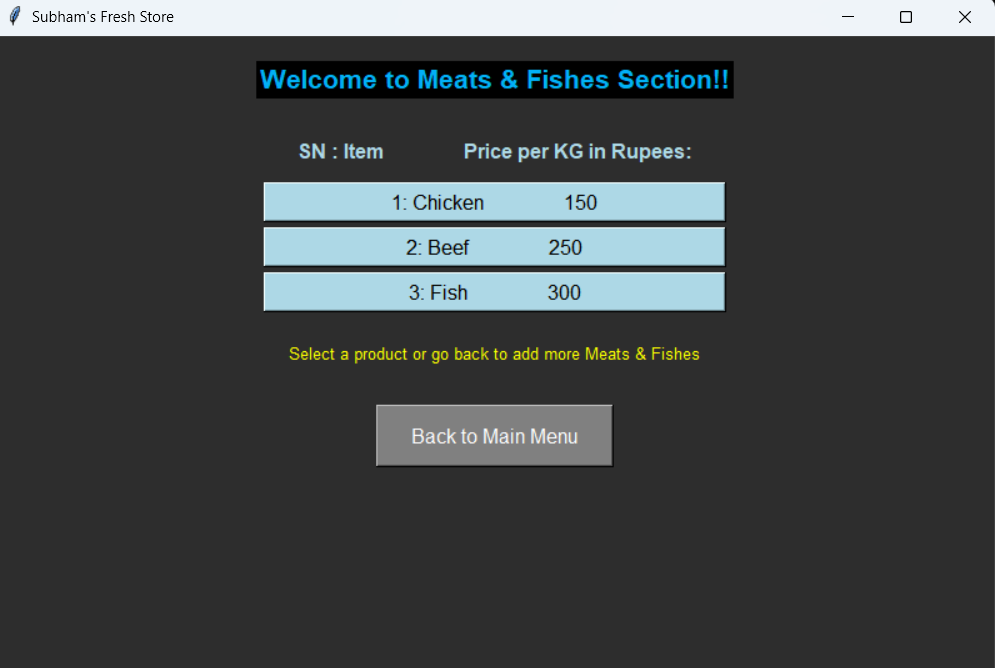 Subham's Fresh Store
Welcome to Meats & Fishes Section!!
SN : Item Price per KG in Rupees:
1: Chicken 150
2: Beef 250
3: Fish 300
Select a product or go back to add more Meats & Fishes
Back to Main Menu